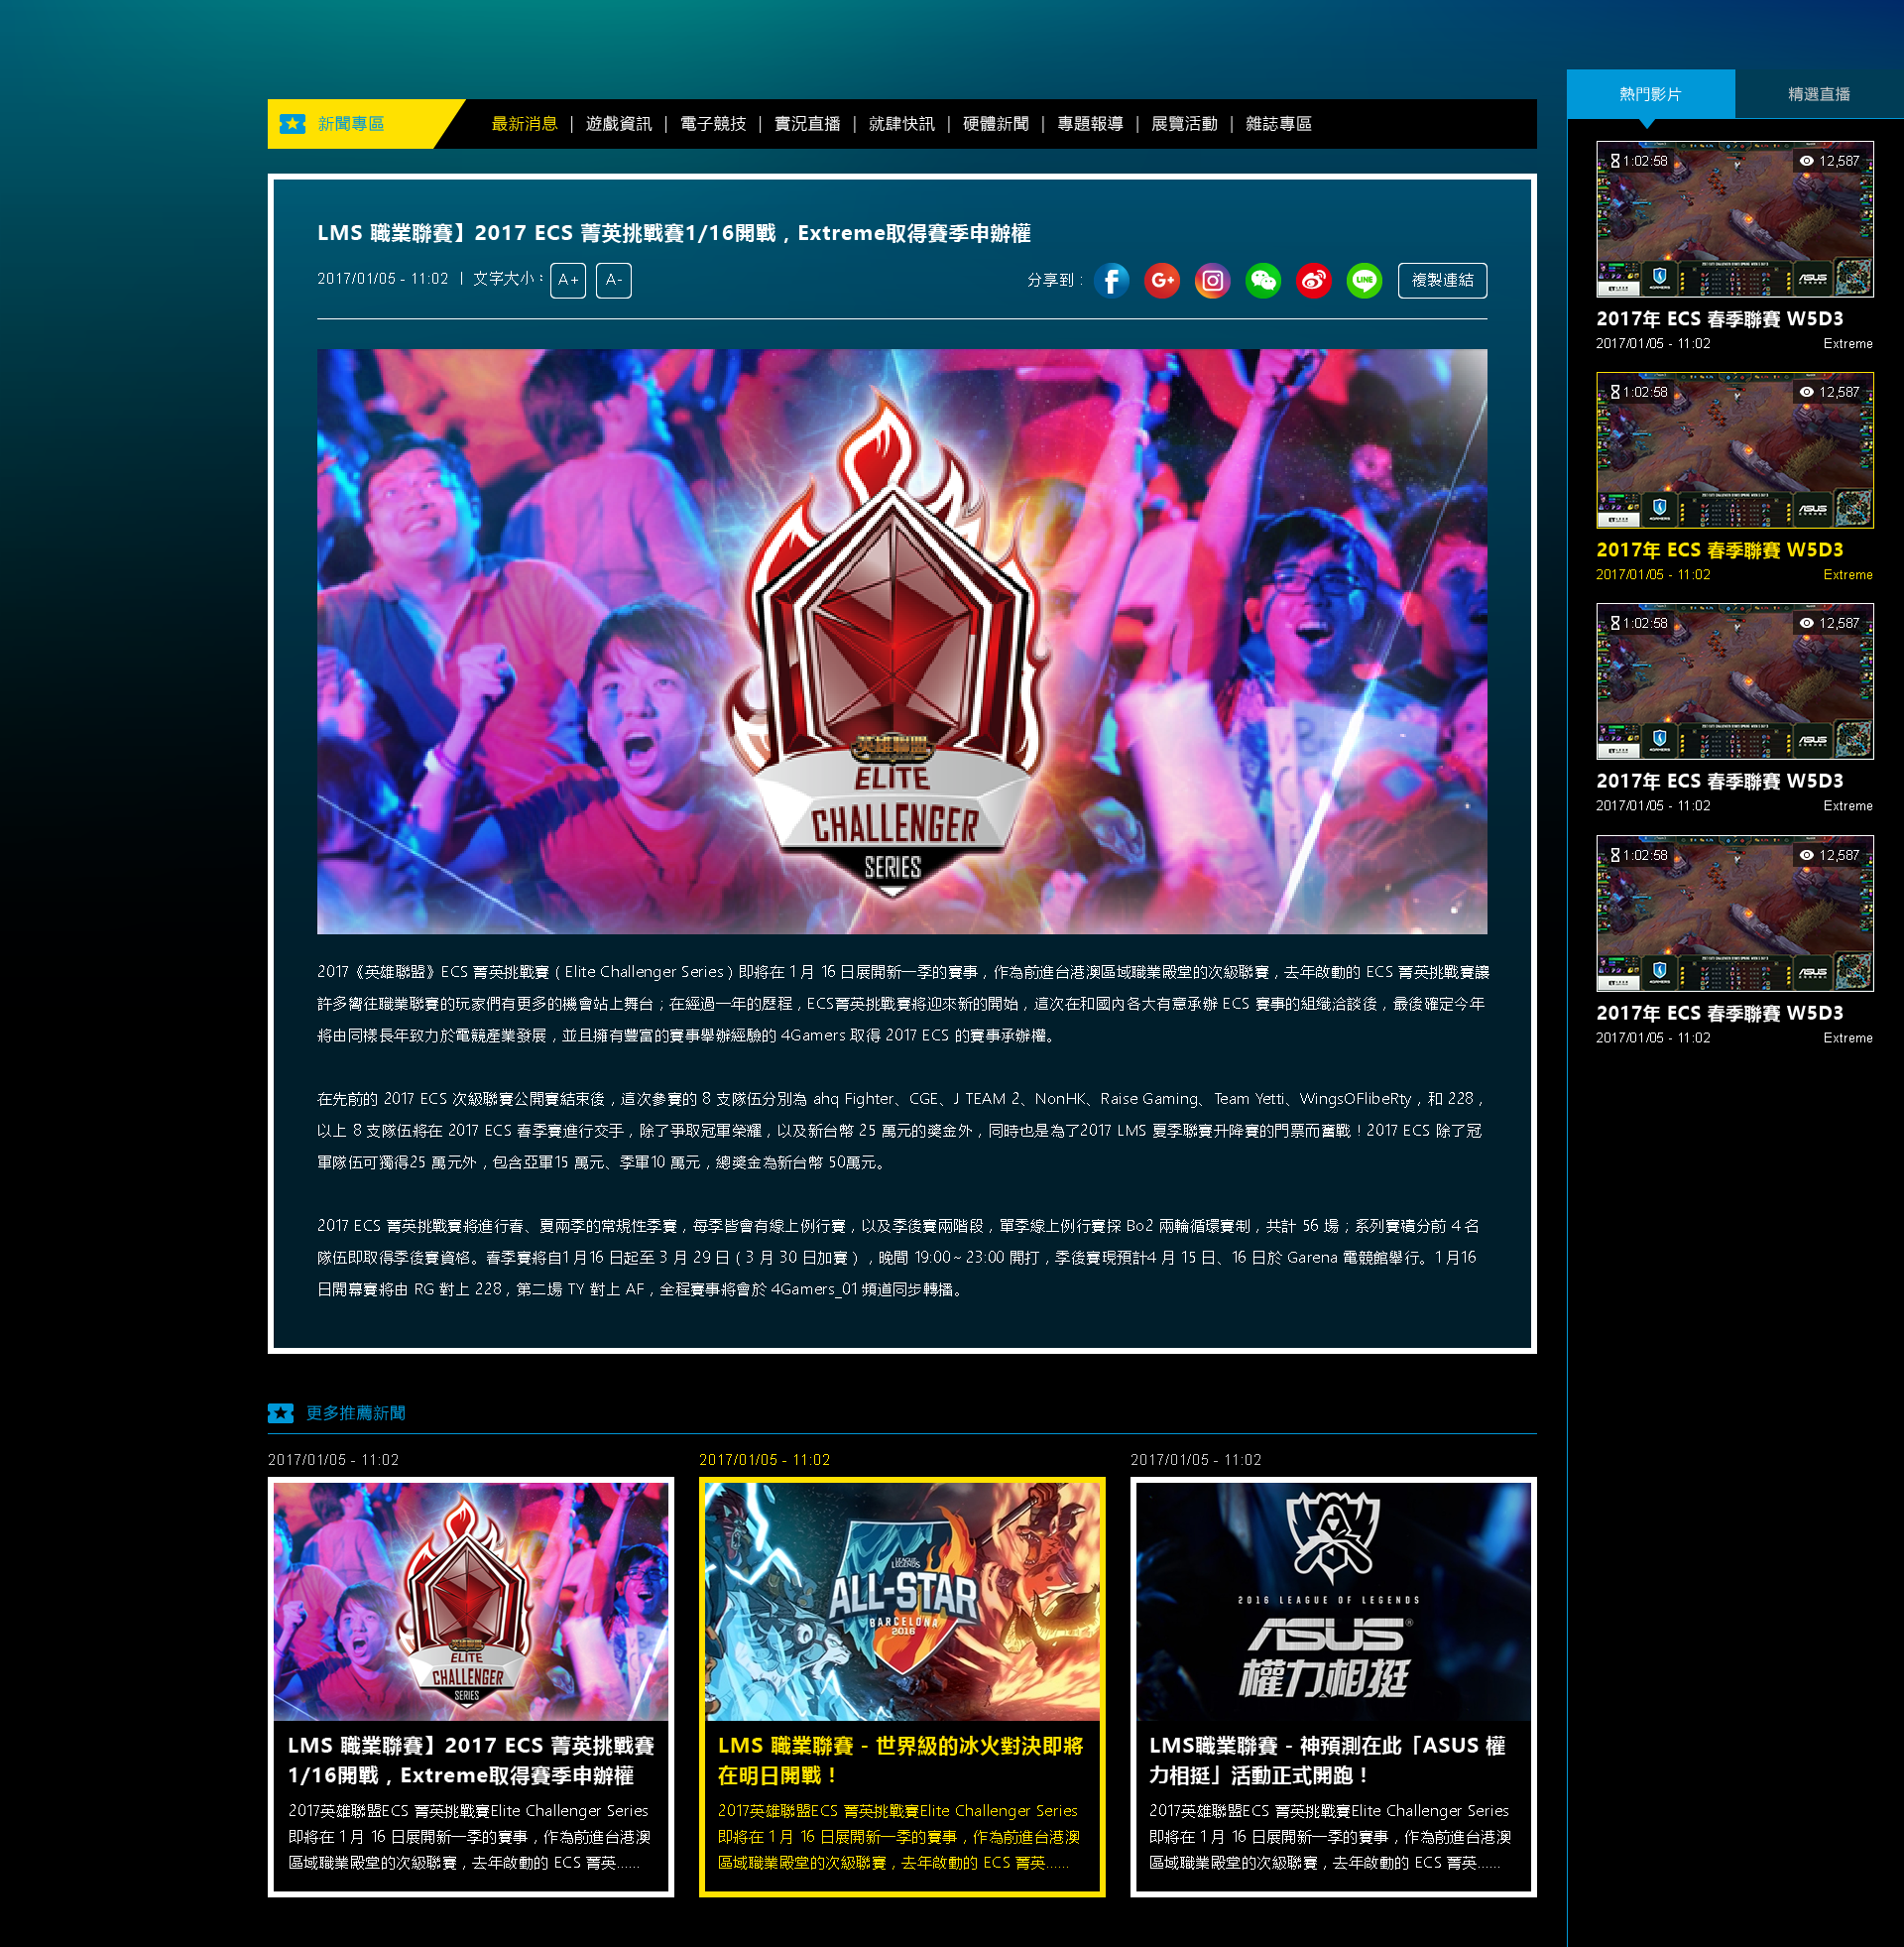 熱門影片 精選直播
新聞專區 最新消息 | 遊戲資訊 | 電子競技 | 實況直播 | 就肆快訊 | 硬體新聞 | 專題報導 | 展覽活動 | 雜誌專區
LMS 職業聯賽】2017 ECS 菁英挑戰賽1/16開戰，Extreme取得賽季申辦權
2017/01/05 - 11:02 | 文字大小： A+ A-
分享到： LINE 複製連結
英雄聯盟
ELITE
CHALLENGER
SERIES
2017《英雄聯盟》ECS 菁英挑戰賽（Elite Challenger Series）即將在 1 月 16 日展開新一季的賽事，作為前進台港澳區域職業殿堂的次級聯賽，去年啟動的 ECS 菁英挑戰賽讓
許多嚮往職業聯賽的玩家們有更多的機會站上舞台；在經過一年的歷程，ECS菁英挑戰賽將迎來新的開始，這次在和國內各大有意承辦 ECS 賽事的組織洽談後，最後確定今年
將由同樣長年致力於電競產業發展，並且擁有豐富的賽事舉辦經驗的 4Gamers 取得 2017 ECS 的賽事承辦權。
在先前的 2017 ECS 次級聯賽公開賽結束後，這次參賽的 8 支隊伍分別為 ahq Fighter、CGE、J TEAM 2、NonHK、Raise Gaming、Team Yetti、WingsOFlibeRty，和 228，
以上 8 支隊伍將在 2017 ECS 春季賽進行交手，除了爭取冠軍榮耀，以及新台幣 25 萬元的獎金外，同時也是為了2017 LMS 夏季聯賽升降賽的門票而奮戰！2017 ECS 除了冠
軍隊伍可獨得25 萬元外，包含亞軍15 萬元、季軍10 萬元，總獎金為新台幣 50萬元。
2017 ECS 菁英挑戰賽將進行春、夏兩季的常規性季賽，每季皆會有線上例行賽，以及季後賽兩階段，單季線上例行賽採 Bo2 兩輪循環賽制，共計 56 場；系列賽積分前 4 名
隊伍即取得季後賽資格。春季賽將自1 月16 日起至 3 月 29 日（3 月 30 日加賽），晚間 19:00 ~ 23:00 開打，季後賽現預計4 月 15 日、16 日於 Garena 電競館舉行。1 月16
日開幕賽將由 RG 對上 228，第二場 TY 對上 AF，全程賽事將會於 4Gamers_01 頻道同步轉播。
1:02:58 12,587
ASUS
2017年 ECS 春季聯賽 W5D3
2017/01/05 - 11:02 Extreme
1:02:58 12,587
ASUS
2017年 ECS 春季聯賽 W5D3
2017/01/05 - 11:02 Extreme
1:02:58 12,587
ASUS
2017年 ECS 春季聯賽 W5D3
2017/01/05 - 11:02 Extreme
1:02:58 12,587
ASUS
2017年 ECS 春季聯賽 W5D3
2017/01/05 - 11:02 Extreme
更多推薦新聞
2017/01/05 - 11:02
英雄聯盟
ELITE
CHALLENGER
SERIES
LMS 職業聯賽】2017 ECS 菁英挑戰賽
1/16開戰，Extreme取得賽季申辦權
2017英雄聯盟ECS 菁英挑戰賽Elite Challenger Series
即將在 1 月 16 日展開新一季的賽事，作為前進台港澳
區域職業殿堂的次級聯賽，去年啟動的 ECS 菁英......
2017/01/05 - 11:02
LEAGUE
LEGENDS
ALL-STAR
BARCELONA
2016
LMS 職業聯賽 - 世界級的冰火對決即將
在明日開戰！
2017英雄聯盟ECS 菁英挑戰賽Elite Challenger Series
即將在 1 月 16 日展開新一季的賽事，作為前進台港澳
區域職業殿堂的次級聯賽，去年啟動的 ECS 菁英......
2017/01/05 - 11:02
2016 LEAGUE OF LEGENDS
ASUS®
權力相挺
LMS職業聯賽 - 神預測在此「ASUS 權
力相挺」活動正式開跑！
2017英雄聯盟ECS 菁英挑戰賽Elite Challenger Series
即將在 1 月 16 日展開新一季的賽事，作為前進台港澳
區域職業殿堂的次級聯賽，去年啟動的 ECS 菁英......